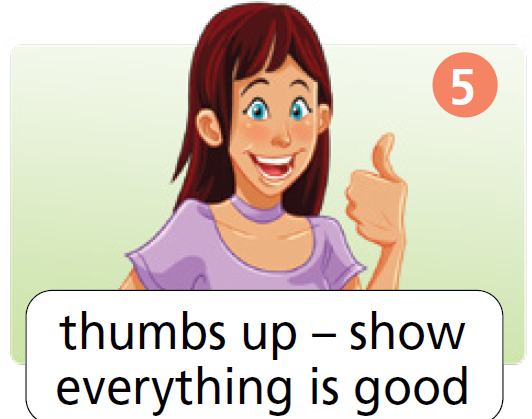 5
thumbs up – show
everything is good